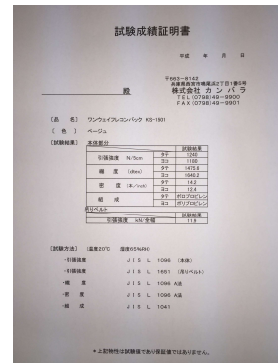 試験成績証明書
平成 年 月 日
〒663-8142
兵庫県西宮市鳴尾浜2丁目1番5号
殿 株式会社 カンバラ
TEL(0798)49-9900
FAX(0798)49-9901
[品 名] ワンウェイフレコンバック KS-1501
[ 色 ] ベージュ
[試験結果] 本体部分
試験結果
引張強度 N/5cm タテ 1240
ヨコ 1180
繊度 (dtex) タテ 1475.8
ヨコ 1640.2
密度 (本/inch) タテ 14.2
ヨコ 12.4
組成 タテ ポリプロピレン
ヨコ ポリプロピレン
吊りベルト
試験結果
引張強度 kN/全幅 11.8
[試験方法] (温度20℃ 湿度65%RH)
・引張強度 JIS L 1096 (本体)
・引張強度 JIS L 1651 (吊りベルト)
・繊度 JIS L 1096 A法
・密度 JIS L 1096 A法
・組成 JIS L 1041
*上記物性は試験値であり保証値ではありません。